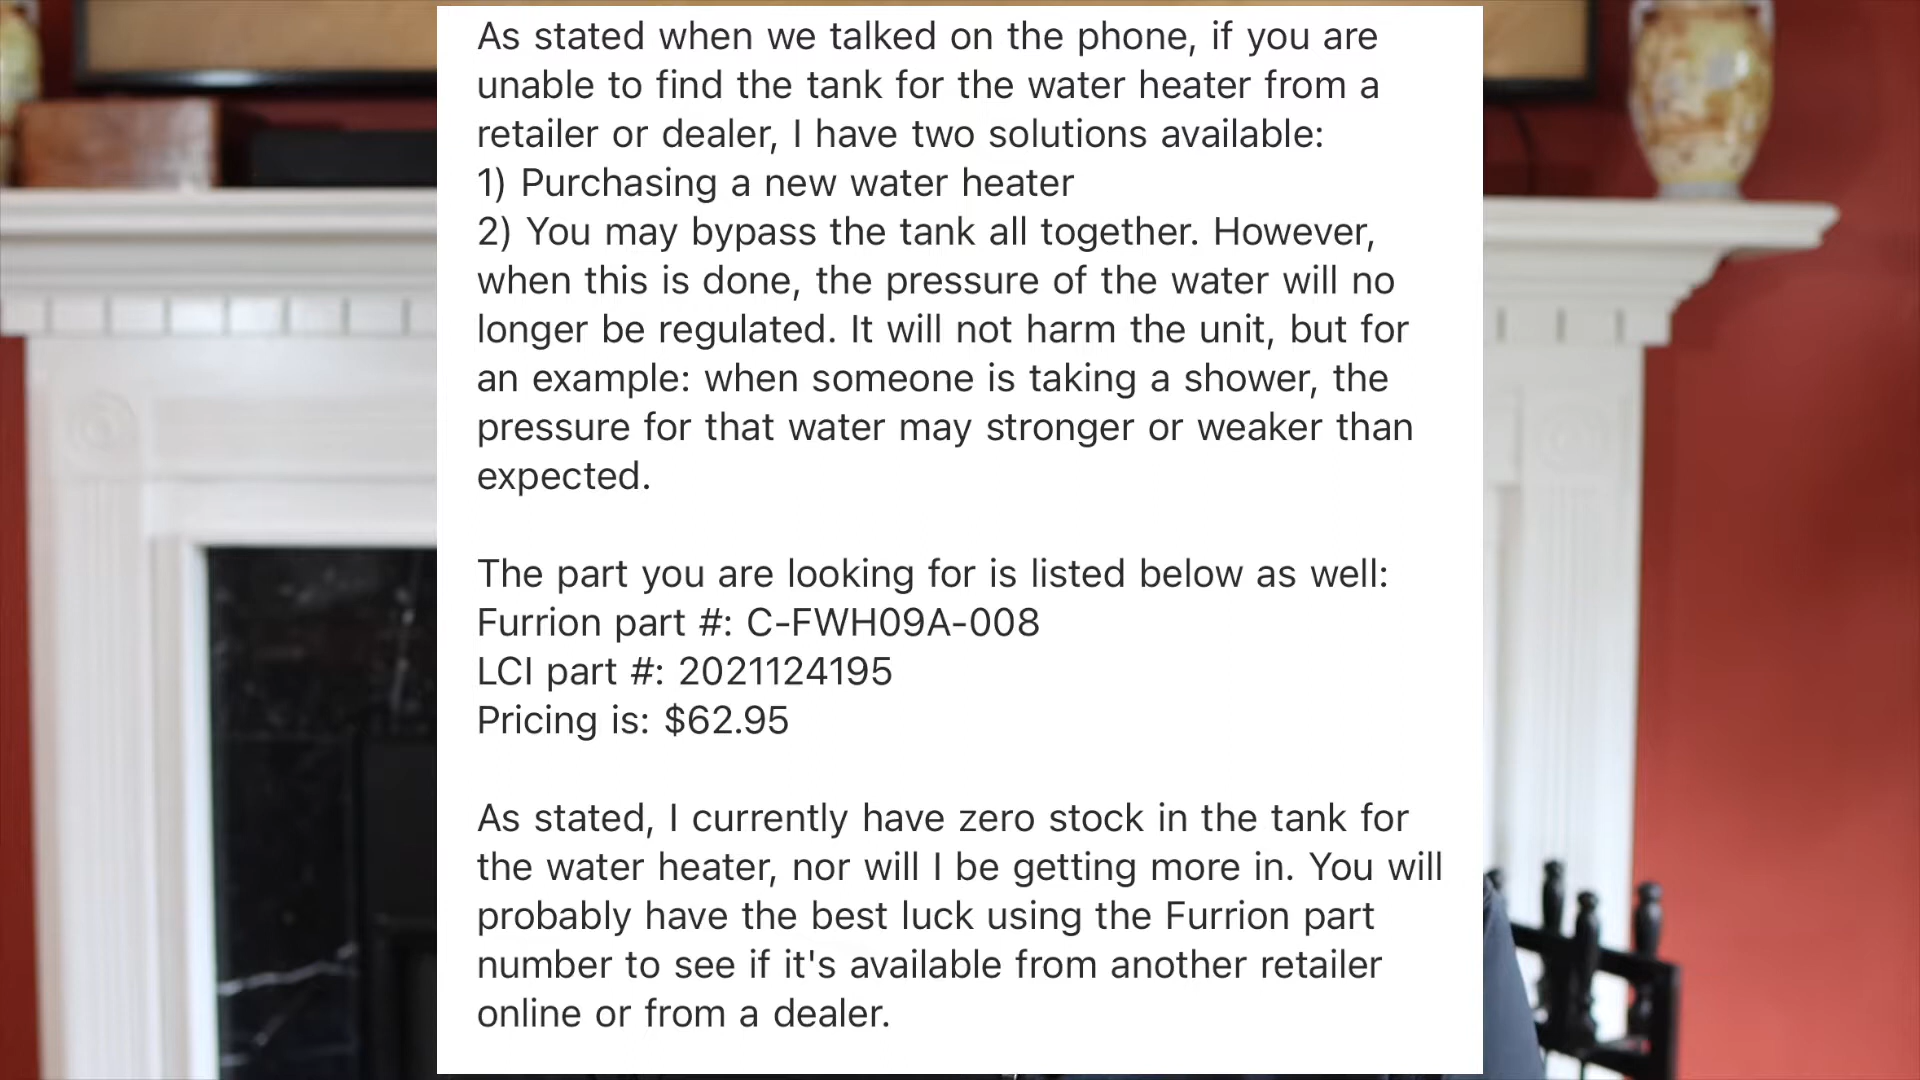 As stated when we talked on the phone, if you are
unable to find the tank for the water heater from a
retailer or dealer, I have two solutions available:
1) Purchasing a new water heater
2) You may bypass the tank all together. However,
when this is done, the pressure of the water will no
longer be regulated. It will not harm the unit, but for
an example: when someone is taking a shower, the
pressure for that water may stronger or weaker than
expected.
The part you are looking for is listed below as well:
Furrion part #: C-FWH09A-008
LCI part #: 2021124195
Pricing is: $62.95
As stated, I currently have zero stock in the tank for
the water heater, nor will I be getting more in. You will
probably have the best luck using the Furrion part
number to see if it's available from another retailer
online or from a dealer.